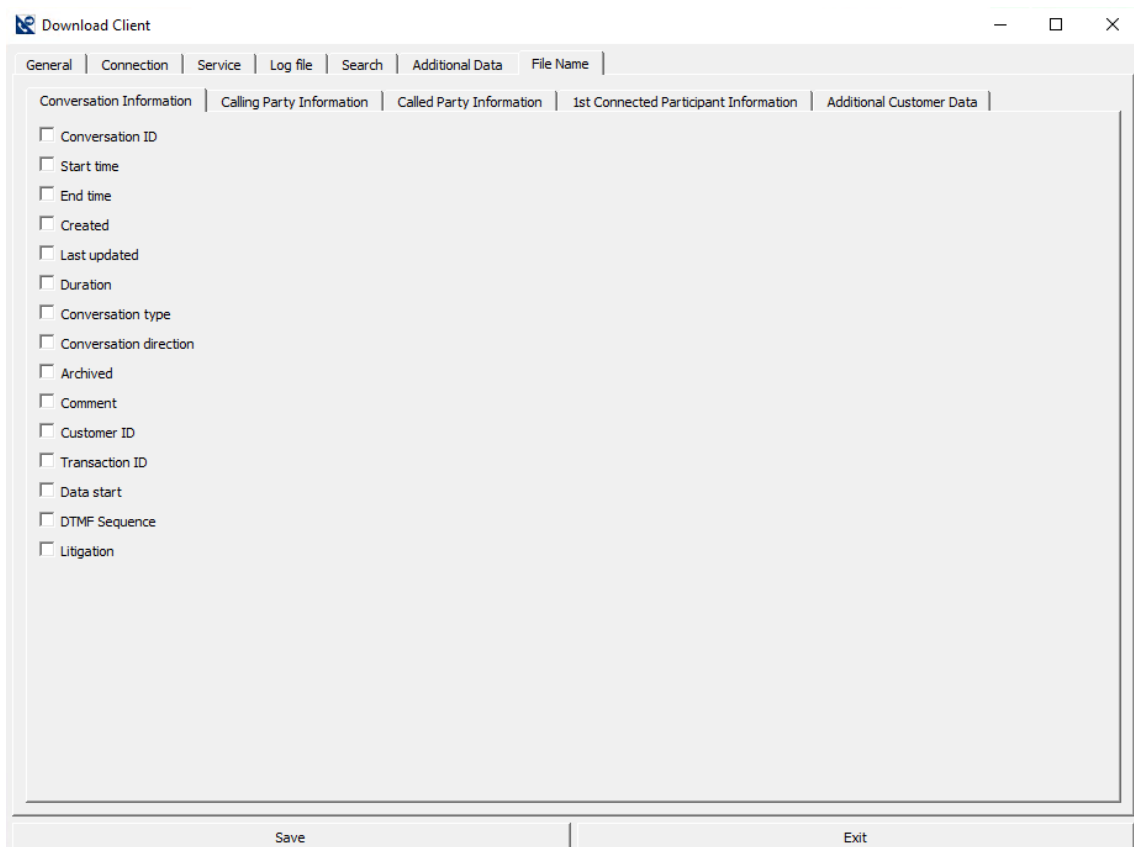 Download Client
General Connection Service Log file Search Additional Data File Name
Conversation Information Calling Party Information Called Party Information 1st Connected Participant Information Additional Customer Data
Conversation ID
Start time
End time
Created
Last updated
Duration
Conversation type
Conversation direction
Archived
Comment
Customer ID
Transaction ID
Data start
DTMF Sequence
Litigation
Save Exit